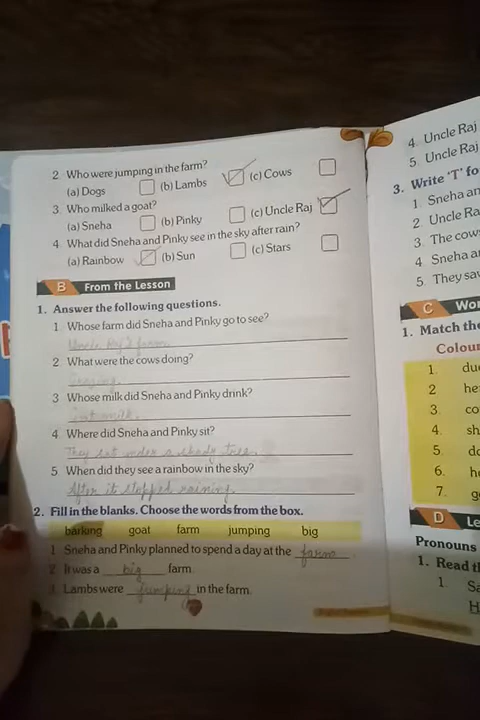 2 Who were jumping in the farm?
(a) Dogs (b) Lambs (c) Cows
3 Who milked a goat?
(a) Sneha (b) Pinky (c) Uncle Raj
4 What did Sneha and Pinky see in the sky after rain?
(a) Rainbow (b) Sun (c) Stars
B From the Lesson
1. Answer the following questions.
1 Whose farm did Sneha and Pinky go to see?
Uncle Raj's farm.
2 What were the cows doing?
Grazing.
3 Whose milk did Sneha and Pinky drink?
Goat milk.
4 Where did Sneha and Pinky sit?
They sat under a shady tree.
5 When did they see a rainbow in the sky?
After it stopped raining.
2. Fill in the blanks. Choose the words from the box.
barking goat farm jumping big
1 Sneha and Pinky planned to spend a day at the farm.
2 It was a big farm.
3 Lambs were jumping in the farm.
4. Uncle Raj
5. Uncle Raj
3. Write 'T' fo
1 Sneha an
2 Uncle Ra
3. The cow
4 Sneha a
5. They sa
C Wor
1. Match the
Colou
1. du
2 he
3. co
4. sh
5. d
6. h
7. g
D Le
Pronouns
1. Read t
1. Sa
H